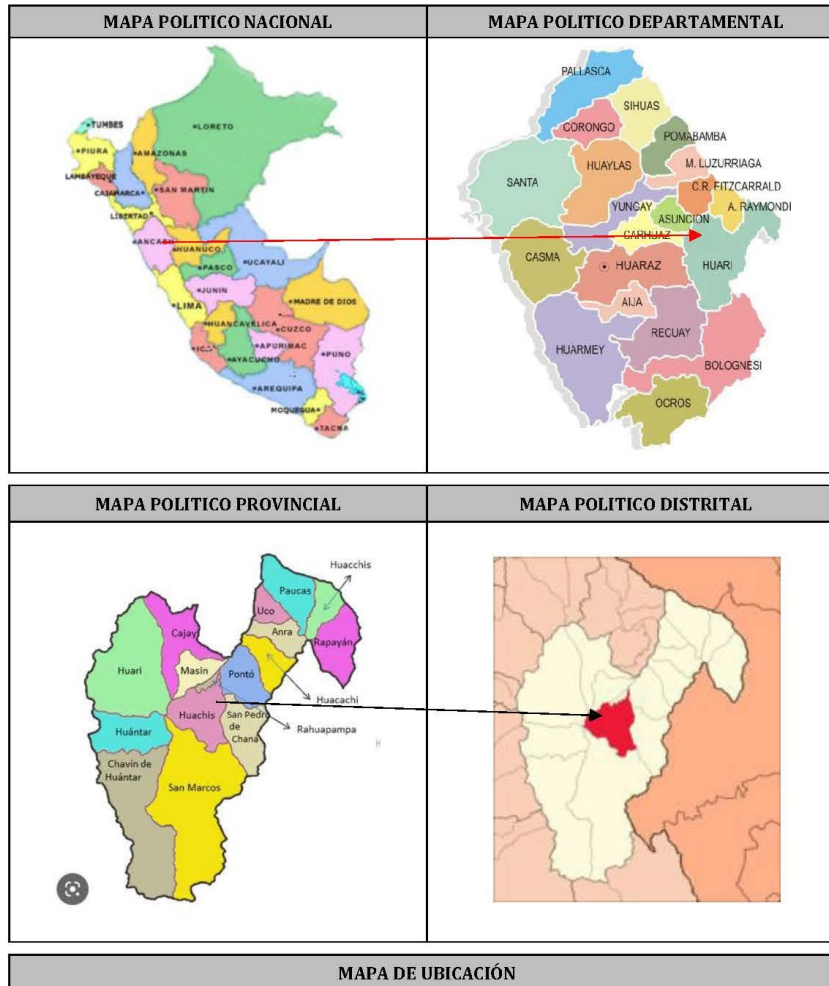 MAPA POLITICO NACIONAL
MAPA POLITICO DEPARTAMENTAL
TUMBES
LORETO
PIURA
AMAZONAS
LAMBAYEQUE
CAJAMARCA
SAN MARTIN
LIBERTAD
ANCASH
HUANUCO
UCAYALI
PASCO
JUNIN
LIMA
MADRE DE DIOS
HUANCAVELICA
CUZCO
APURIMAC
PUNO
AYACUCHO
AREQUIPA
MOQUEGUA
TACNA
PALLASCA
SIHUAS
CORONGO
POMABAMBA
HUAYLAS
M. LUZURRIAGA
SANTA
C.R. FITZCARRALD
YUNGAY
A. RAYMONDI
ASUNCION
CARHUAZ
CASMA
HUARAZ
HUARI
AIJA
HUARMEY
RECUAY
BOLOGNESI
OCROS
MAPA POLITICO PROVINCIAL
MAPA POLITICO DISTRITAL
Huacchis
Paucas
Uco
Cajay
Anra
Rapayán
Huari
Masin
Pontó
Huacachi
Huachis
San Pedro
de
Chaná
Rahuapampa
Huántar
Chavín de
Huántar
San Marcos
H
MAPA DE UBICACIÓN